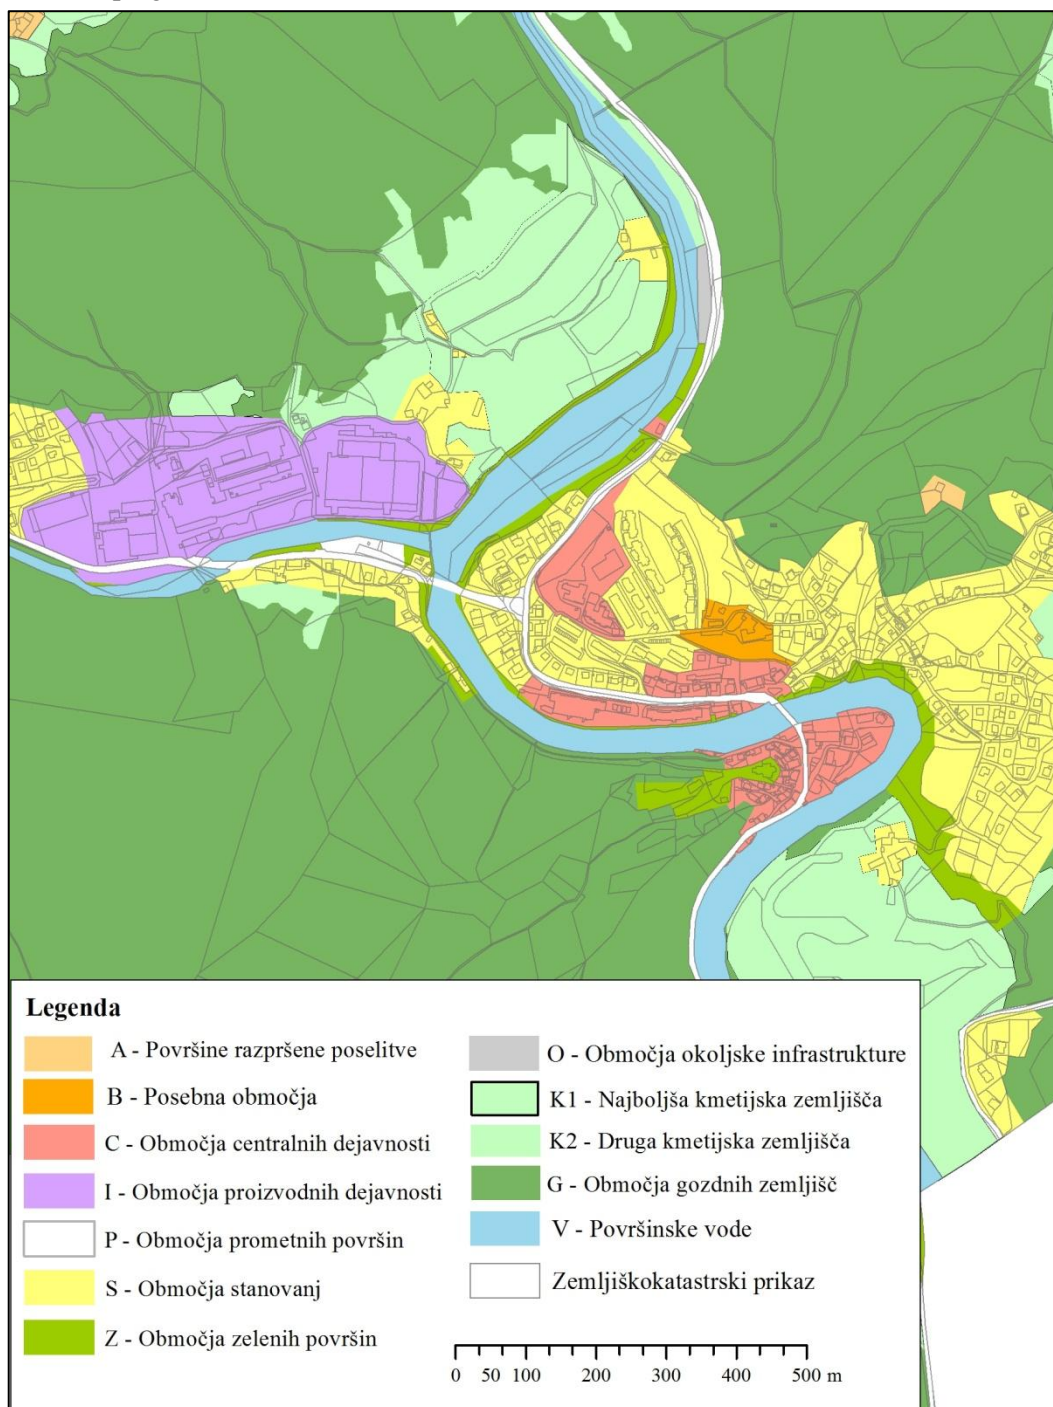 Legenda
A - Površine razpršene poselitve
B - Posebna območja
C - Območja centralnih dejavnosti
I - Območja proizvodnih dejavnosti
P - Območja prometnih površin
S - Območja stanovanj
Z - Območja zelenih površin
O - Območja okoljske infrastrukture
K1 - Najboljša kmetijska zemljišča
K2 - Druga kmetijska zemljišča
G - Območja gozdnih zemljišč
V - Površinske vode
Zemljiškokatastrski prikaz
0 50 100 200 300 400 500 m